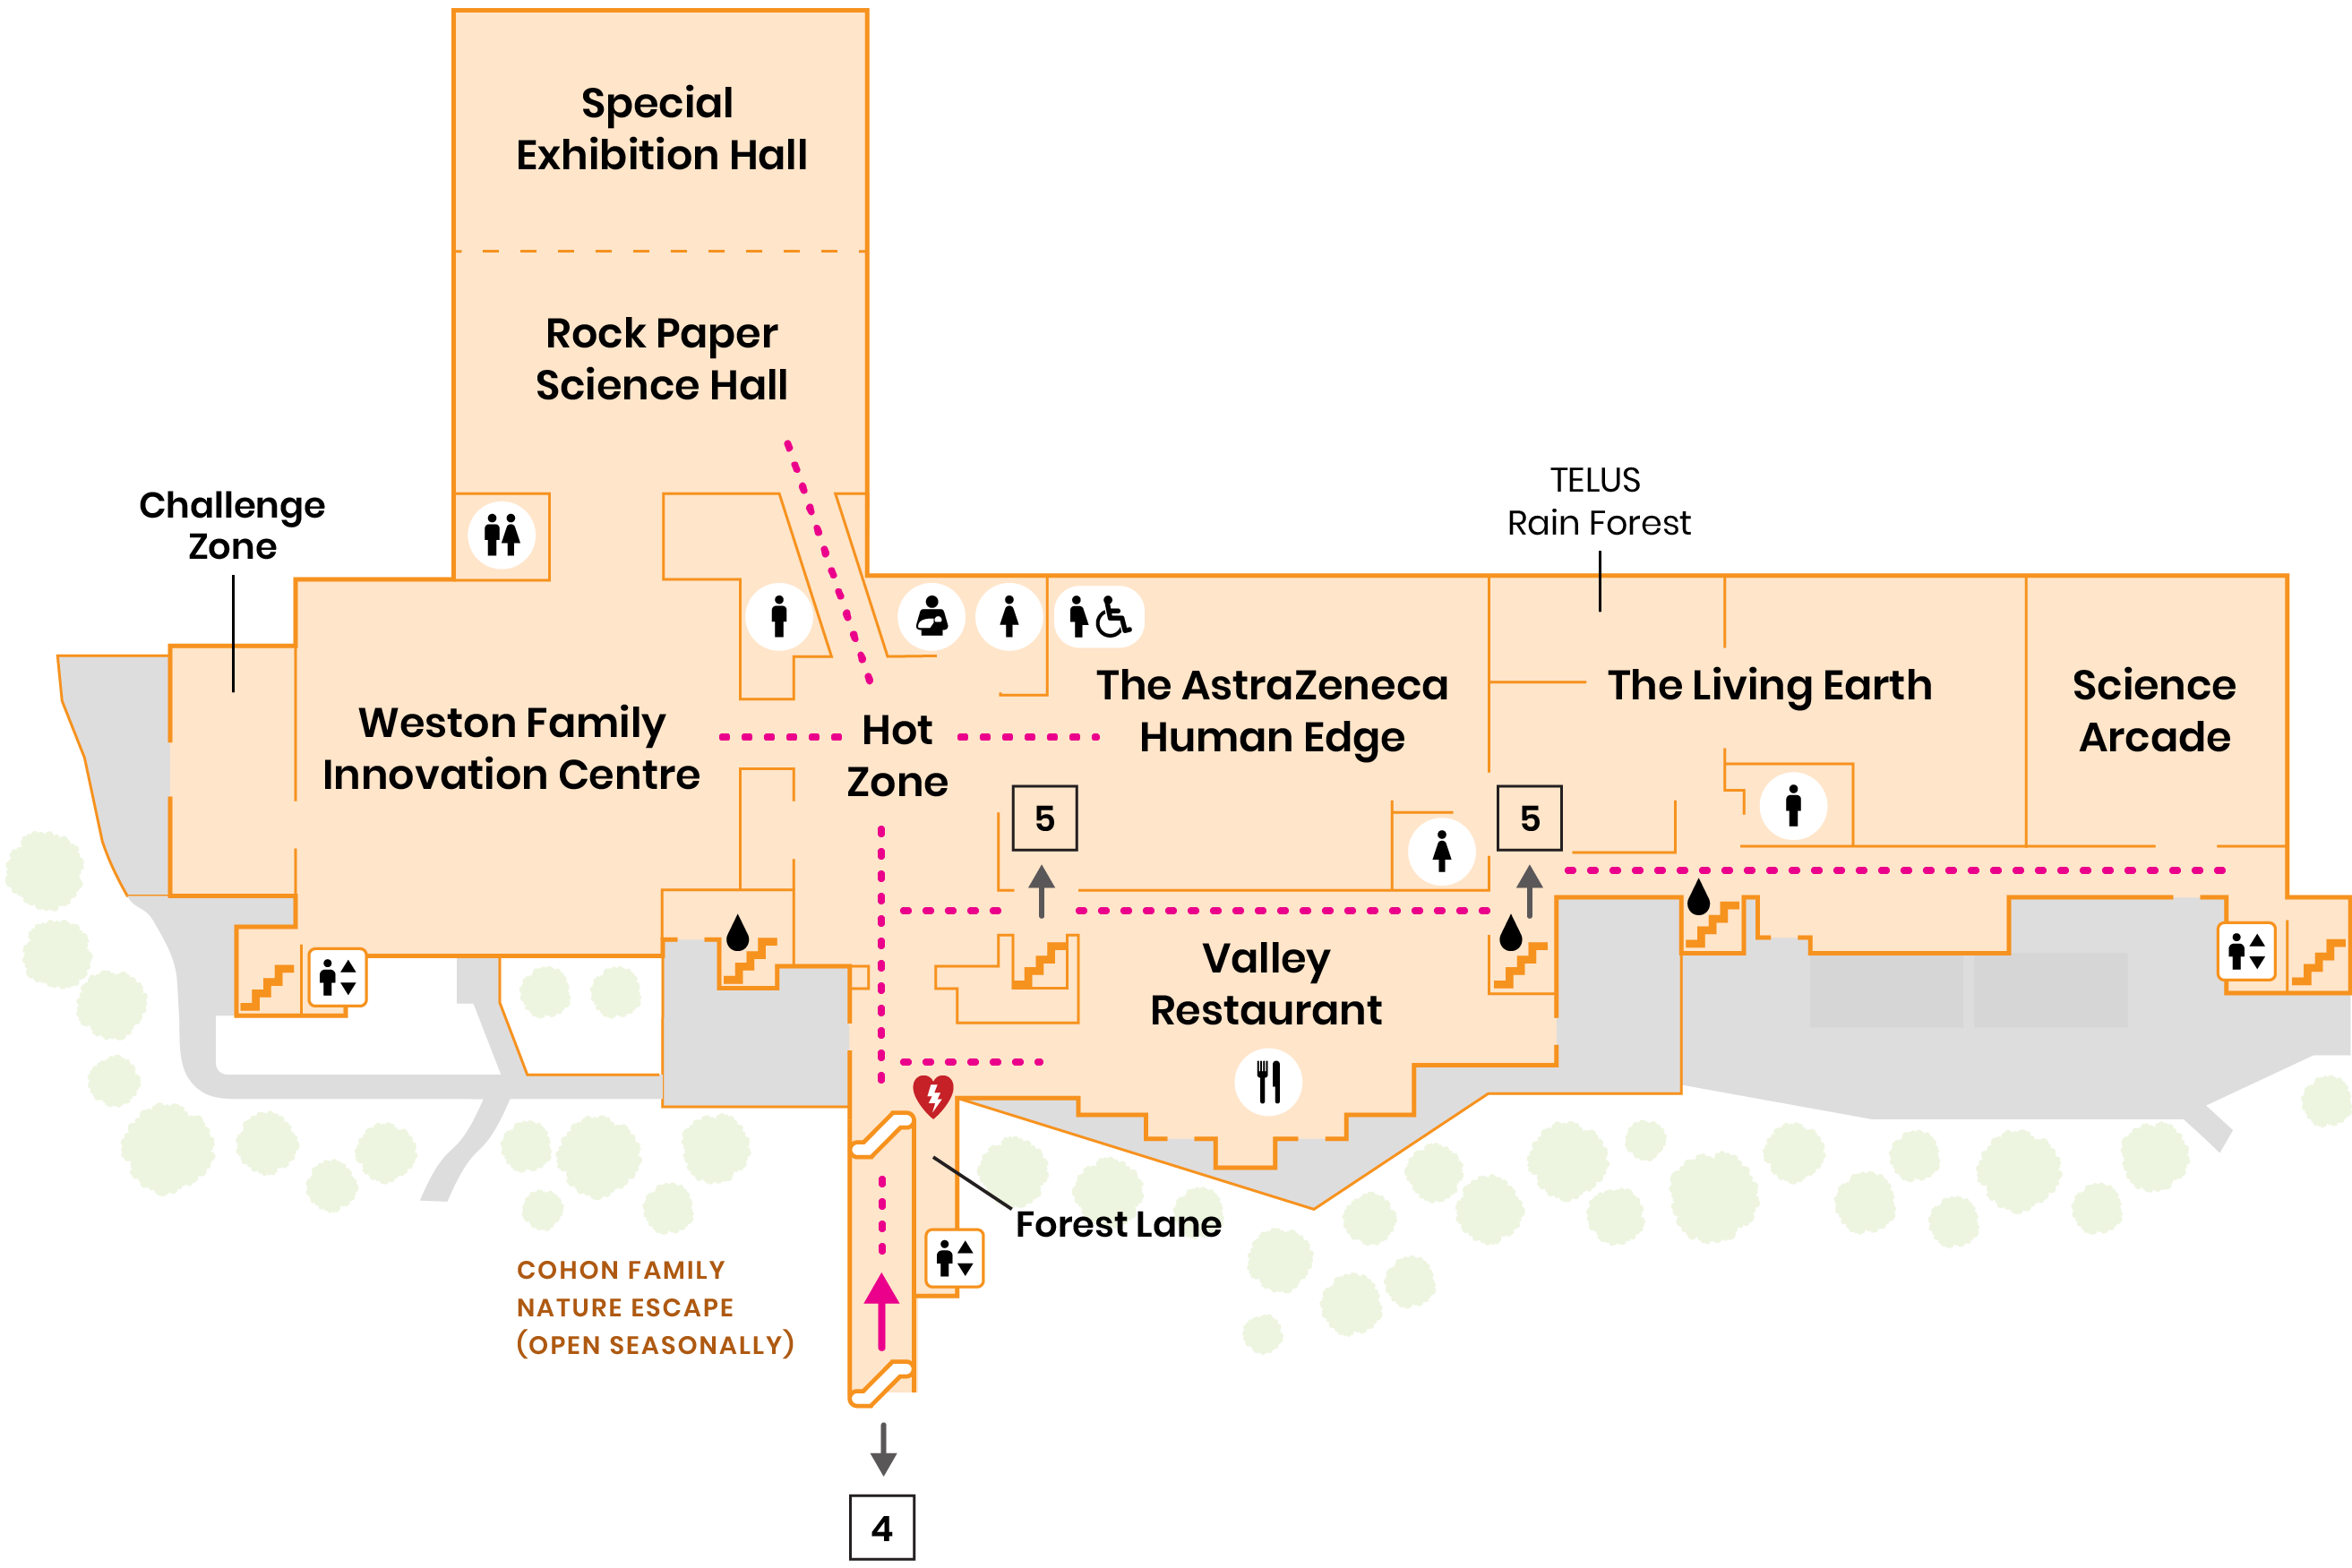 Special
Exhibition Hall
Rock Paper
Science Hall
Challenge
Zone
TELUS
Rain Forest
Weston Family
Innovation Centre
Hot
Zone
The AstraZeneca
Human Edge
The Living Earth
Science
Arcade
5
5
Valley
Restaurant
Forest Lane
COHON FAMILY
NATURE ESCAPE
(OPEN SEASONALLY)
4